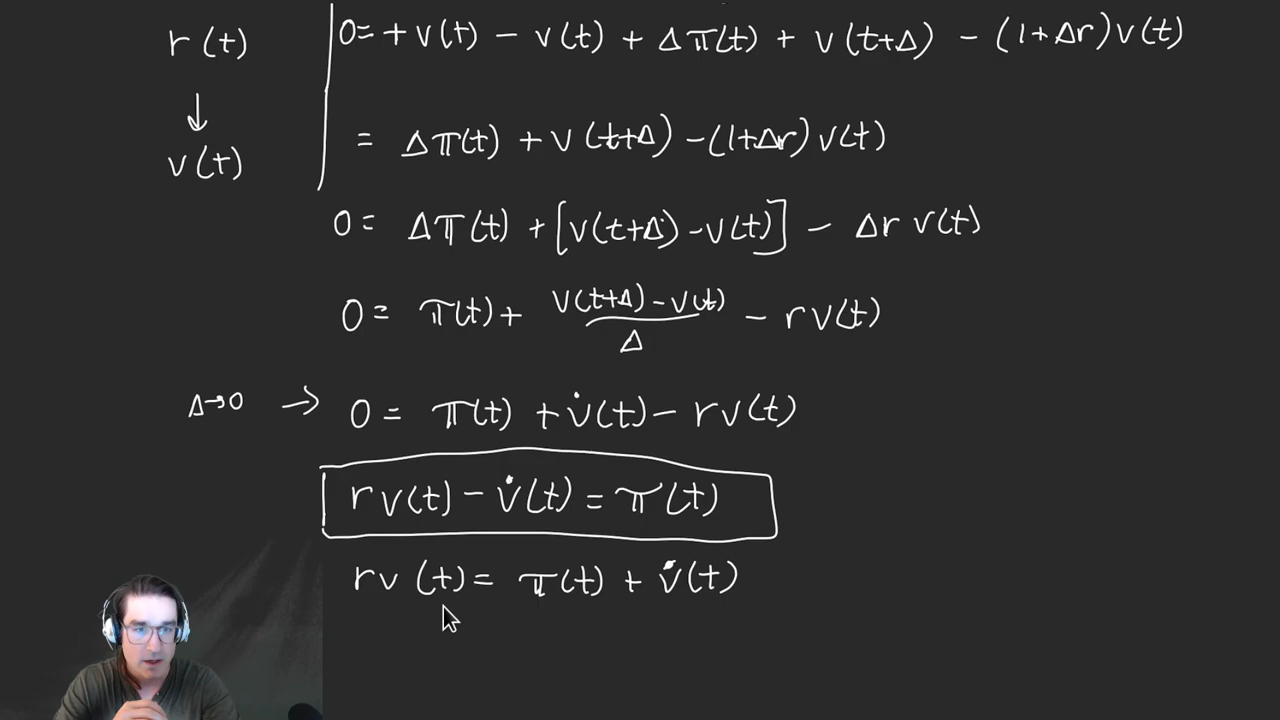 r(t)
↓
v(t)
0 = + v(t) − v(t) + Δπ(t) + v(t+Δ) − (1+Δr)v(t)
= Δπ(t) + v(t+Δ) − (1+Δr)v(t)
0 = Δπ(t) + [v(t+Δ) − v(t)] − Δr v(t)
0 = π(t) + (v(t+Δ) − v(t))/Δ − rv(t)
Δ→0 → 0 = π(t) + v̇(t) − rv(t)
rv(t) − v̇(t) = π(t)
rv(t) = π(t) + v̇(t)